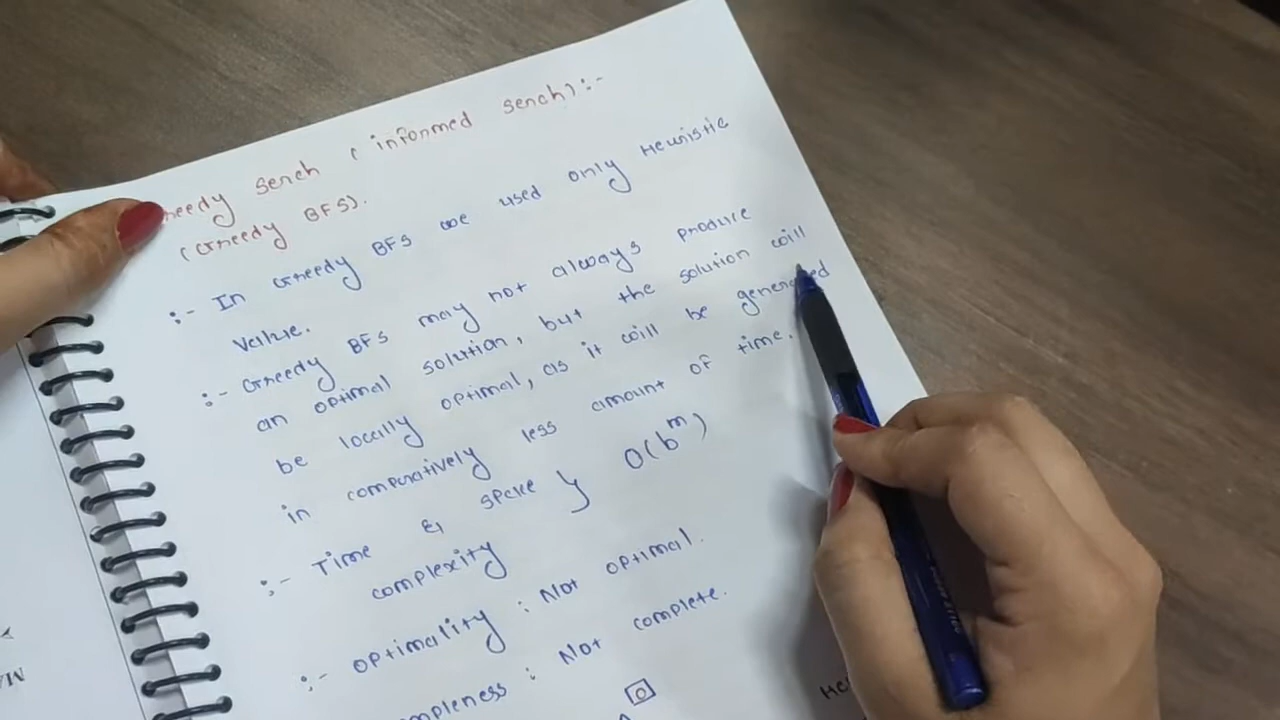 reedy serch (informed serch) :-
(Greedy BFS).
:- In Greedy BFS we used only Heuristic
value.
:- Greedy BFS may not always produce
an optimal solution, but the solution will
be locally optimal, as it will be generated
in comparatively less amount of time.
:- Time & space } O(b^m)
complexity
:- optimality : Not optimal.
mpleness : Not complete.